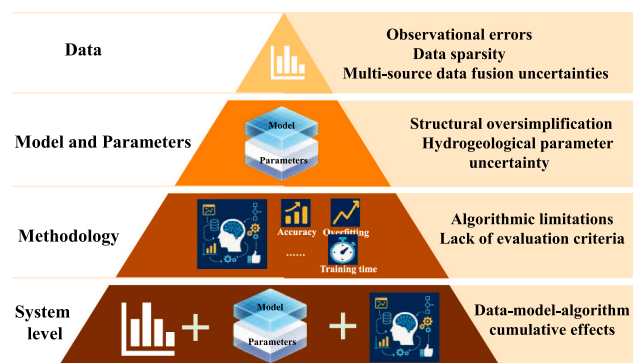 Data
Observational errors
Data sparsity
Multi-source data fusion uncertainties
Model and Parameters
Model
Parameters
Structural oversimplification
Hydrogeological parameter
uncertainty
Methodology
Accuracy
Overfitting
......
Training time
Algorithmic limitations
Lack of evaluation criteria
System
level
+
Model
Parameters
+
Data-model-algorithm
cumulative effects